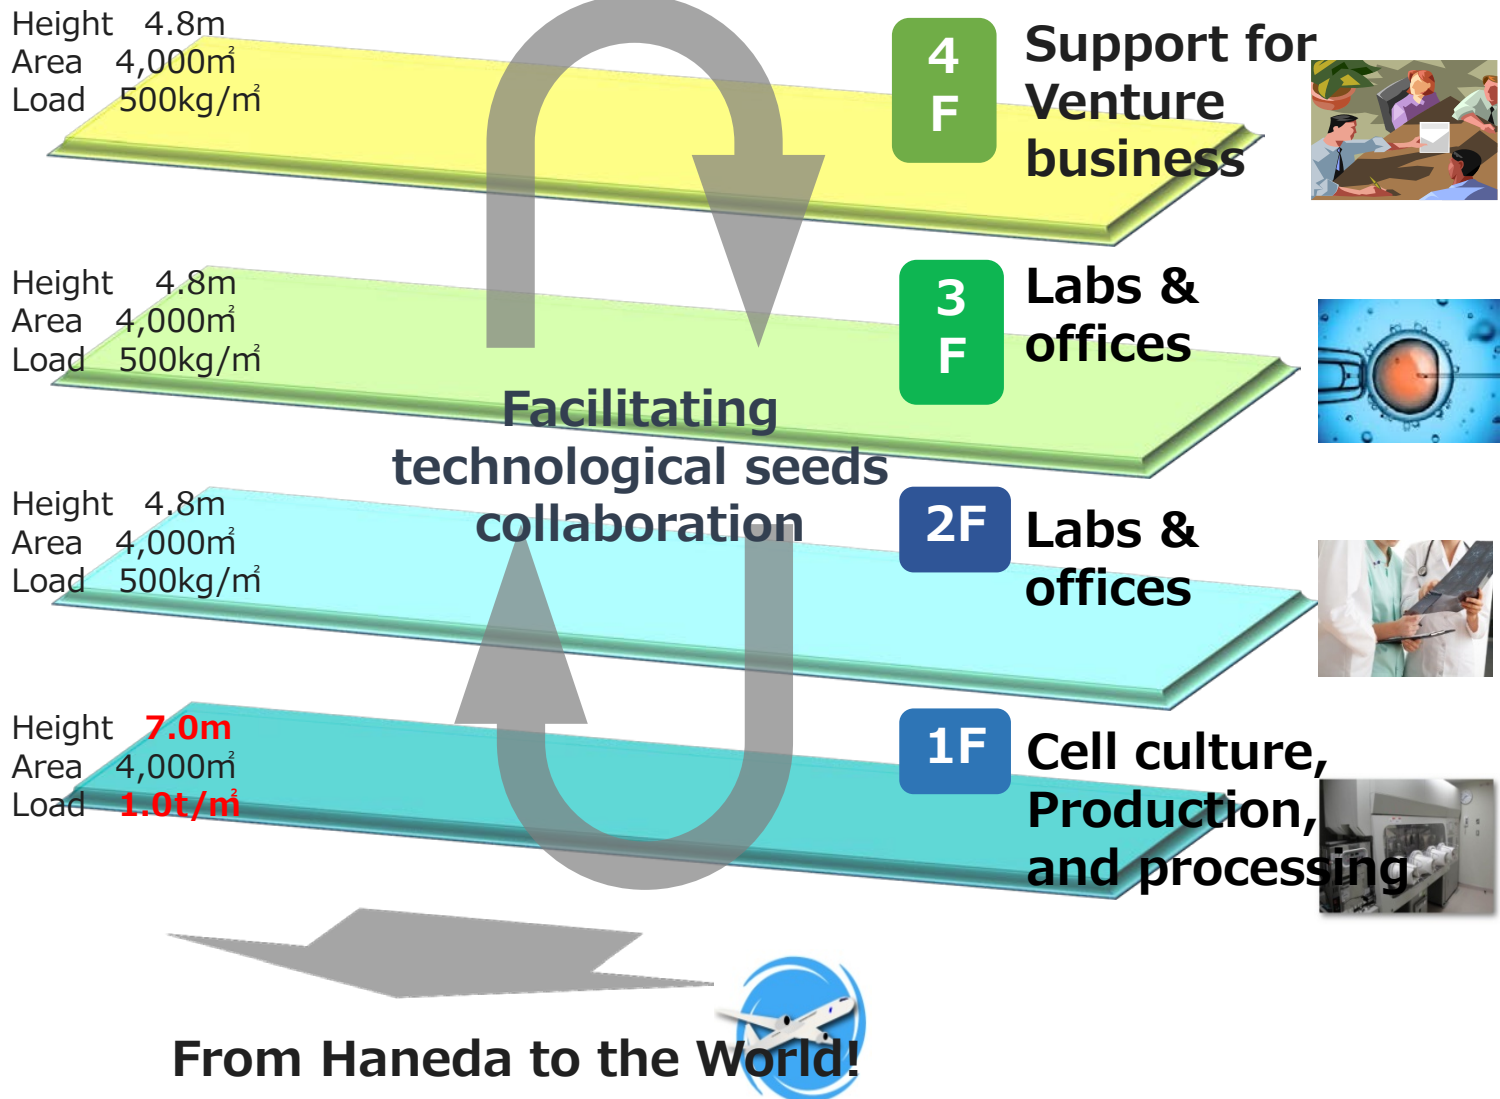 Height 4.8m
Area 4,000㎡
Load 500kg/㎡
4
F
Support for
Venture
business
Height 4.8m
Area 4,000㎡
Load 500kg/㎡
3
F
Labs &
offices
Facilitating
technological seeds
collaboration
Height 4.8m
Area 4,000㎡
Load 500kg/㎡
2F
Labs &
offices
Height 7.0m
Area 4,000㎡
Load 1.0t/㎡
1F
Cell culture,
Production,
and processing
From Haneda to the World!